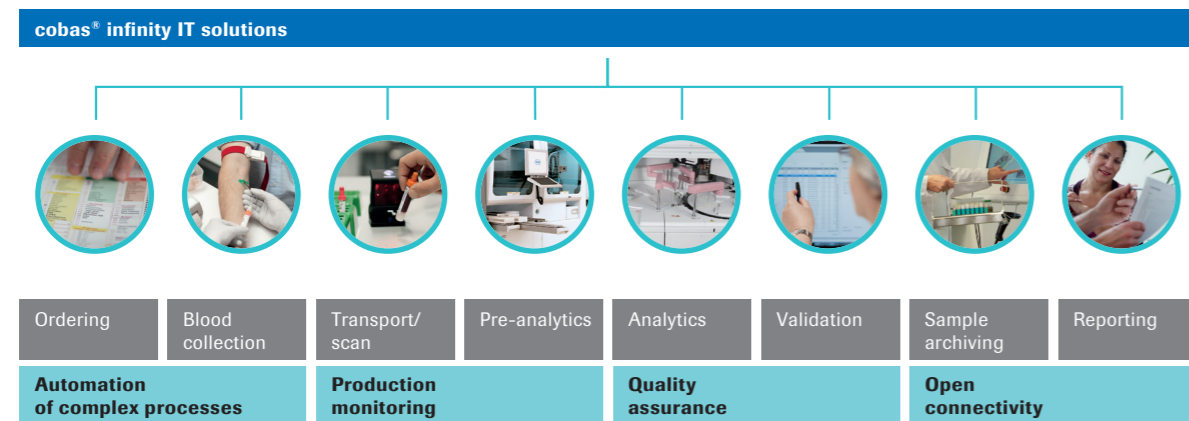 cobas® infinity IT solutions
Ordering
Blood
collection
Transport/
scan
Pre-analytics
Analytics
Validation
Sample
archiving
Reporting
Automation
of complex processes
Production
monitoring
Quality
assurance
Open
connectivity